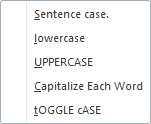 Sentence case.
lowercase
UPPERCASE
Capitalize Each Word
tOGGLE cASE